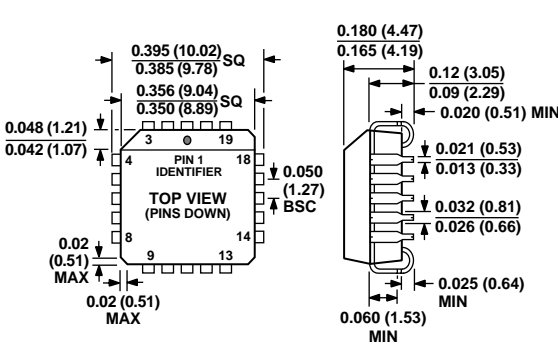 0.395 (10.02)
0.385 (9.78)
SQ
0.356 (9.04)
0.350 (8.89)
SQ
0.048 (1.21)
0.042 (1.07)
3
19
4
PIN 1
IDENTIFIER
18
TOP VIEW
(PINS DOWN)
8
14
9
13
0.050
(1.27)
BSC
0.02
(0.51)
MAX
0.02 (0.51)
MAX
0.180 (4.47)
0.165 (4.19)
0.12 (3.05)
0.09 (2.29)
0.020 (0.51) MIN
0.021 (0.53)
0.013 (0.33)
0.032 (0.81)
0.026 (0.66)
0.025 (0.64)
MIN
0.060 (1.53)
MIN